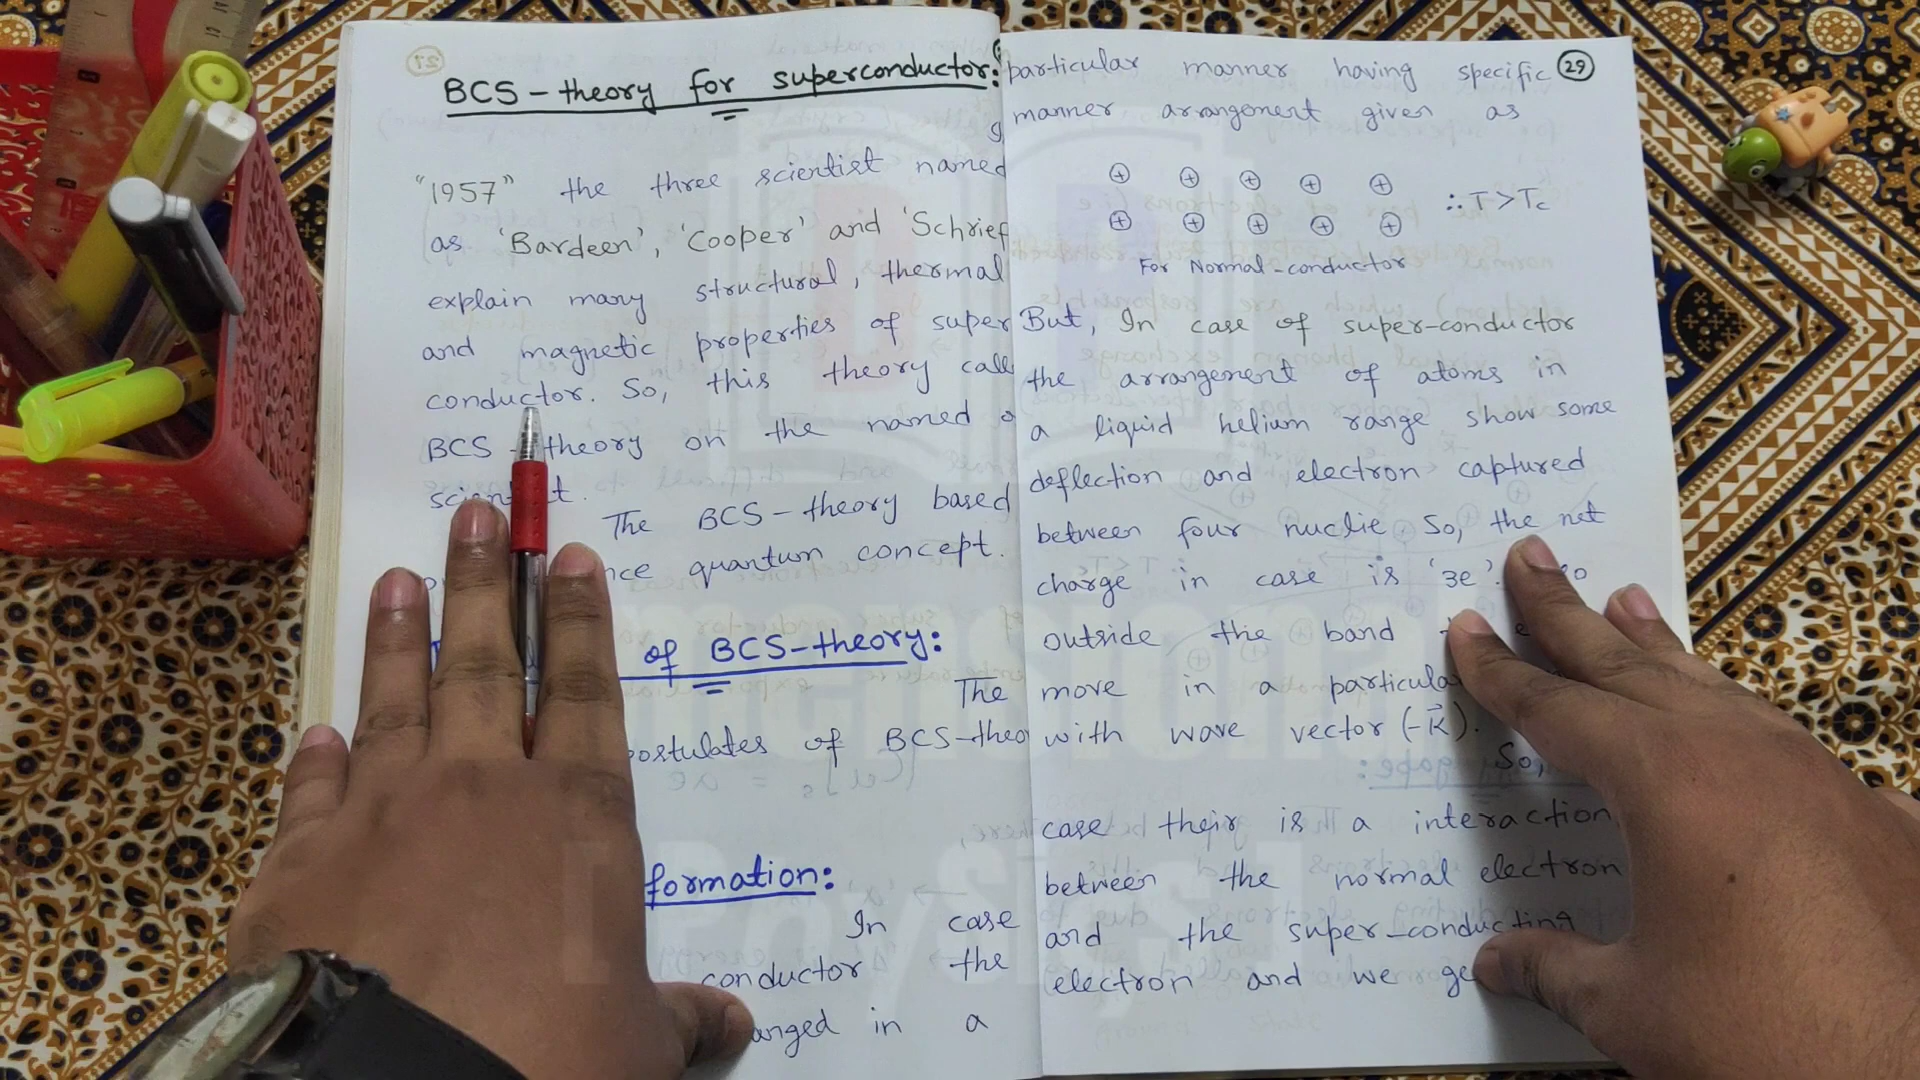 BCS-theory for superconductor:
"1957" the three scientist named
as 'Bardeen', 'Cooper' and 'Schrief
explain many structural, thermal
and magnetic properties of super
conductor. So, this theory call
BCS - theory on the named o
The BCS-theory based
quantum concept.
of BCS-theory:
The
postulates of BCS-theo
formation:
In case
conductor the
anged in a
29
particular manner having specific
manner arrangement given as
⊕ ⊕ ⊕ ⊕ ⊕
∴ T > Tc
⊕ ⊕ ⊕ ⊕ ⊕
For Normal-conductor
But, In case of super-conductor
the arrangement of atoms in
a liquid helium range show some
deflection and electron captured
between four nuclie So, the net
charge in case is '3e'.
outside the band
move in a particula
with wave vector (-K⃗).
So,
case their is a interaction
between the normal electron
and the super-conducting
electron and we ge